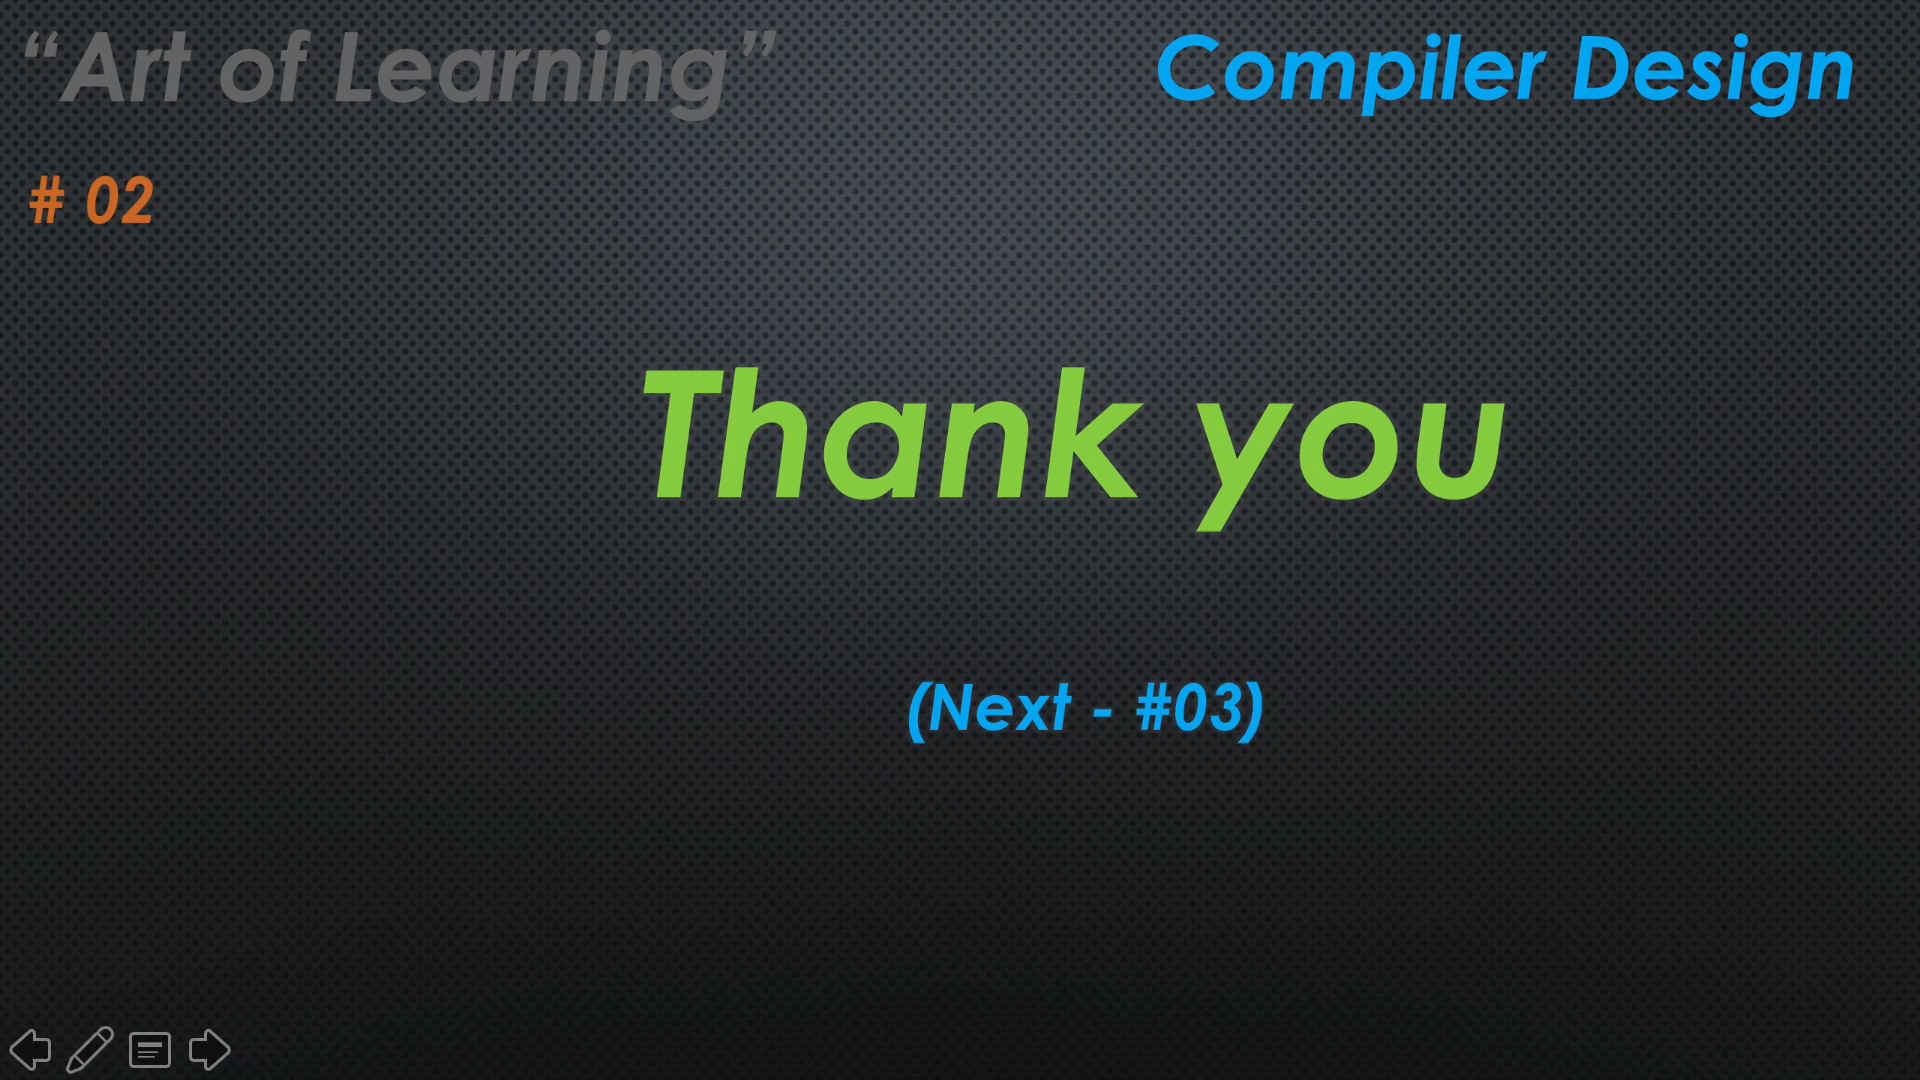 “Art of Learning”
Compiler Design
# 02
Thank you
(Next - #03)